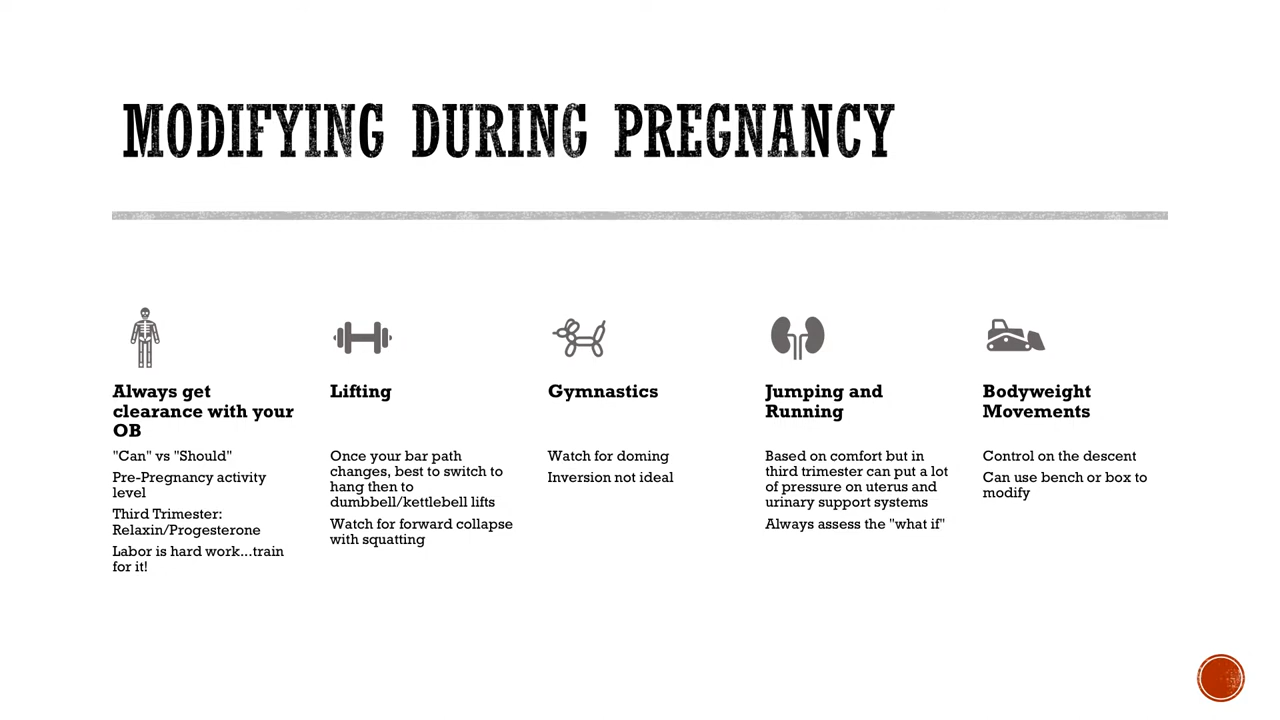 MODIFYING DURING PREGNANCY
Always get
clearance with your
OB
"Can" vs "Should"
Pre-Pregnancy activity
level
Third Trimester:
Relaxin/Progesterone
Labor is hard work...train
for it!
Lifting
Once your bar path
changes, best to switch to
hang then to
dumbbell/kettlebell lifts
Watch for forward collapse
with squatting
Gymnastics
Watch for doming
Inversion not ideal
Jumping and
Running
Based on comfort but in
third trimester can put a lot
of pressure on uterus and
urinary support systems
Always assess the "what if"
Bodyweight
Movements
Control on the descent
Can use bench or box to
modify